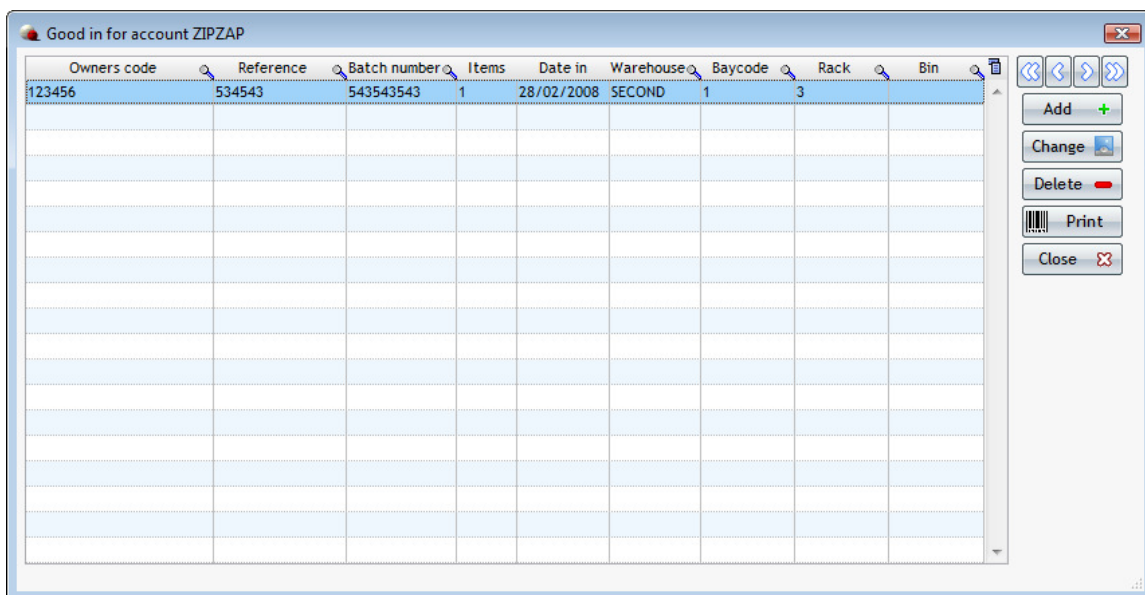 Good in for account ZIPZAP
Owners code Reference Batch number Items Date in Warehouse Baycode Rack Bin
123456 534543 543543543 1 28/02/2008 SECOND 1 3
Add
Change
Delete
Print
Close